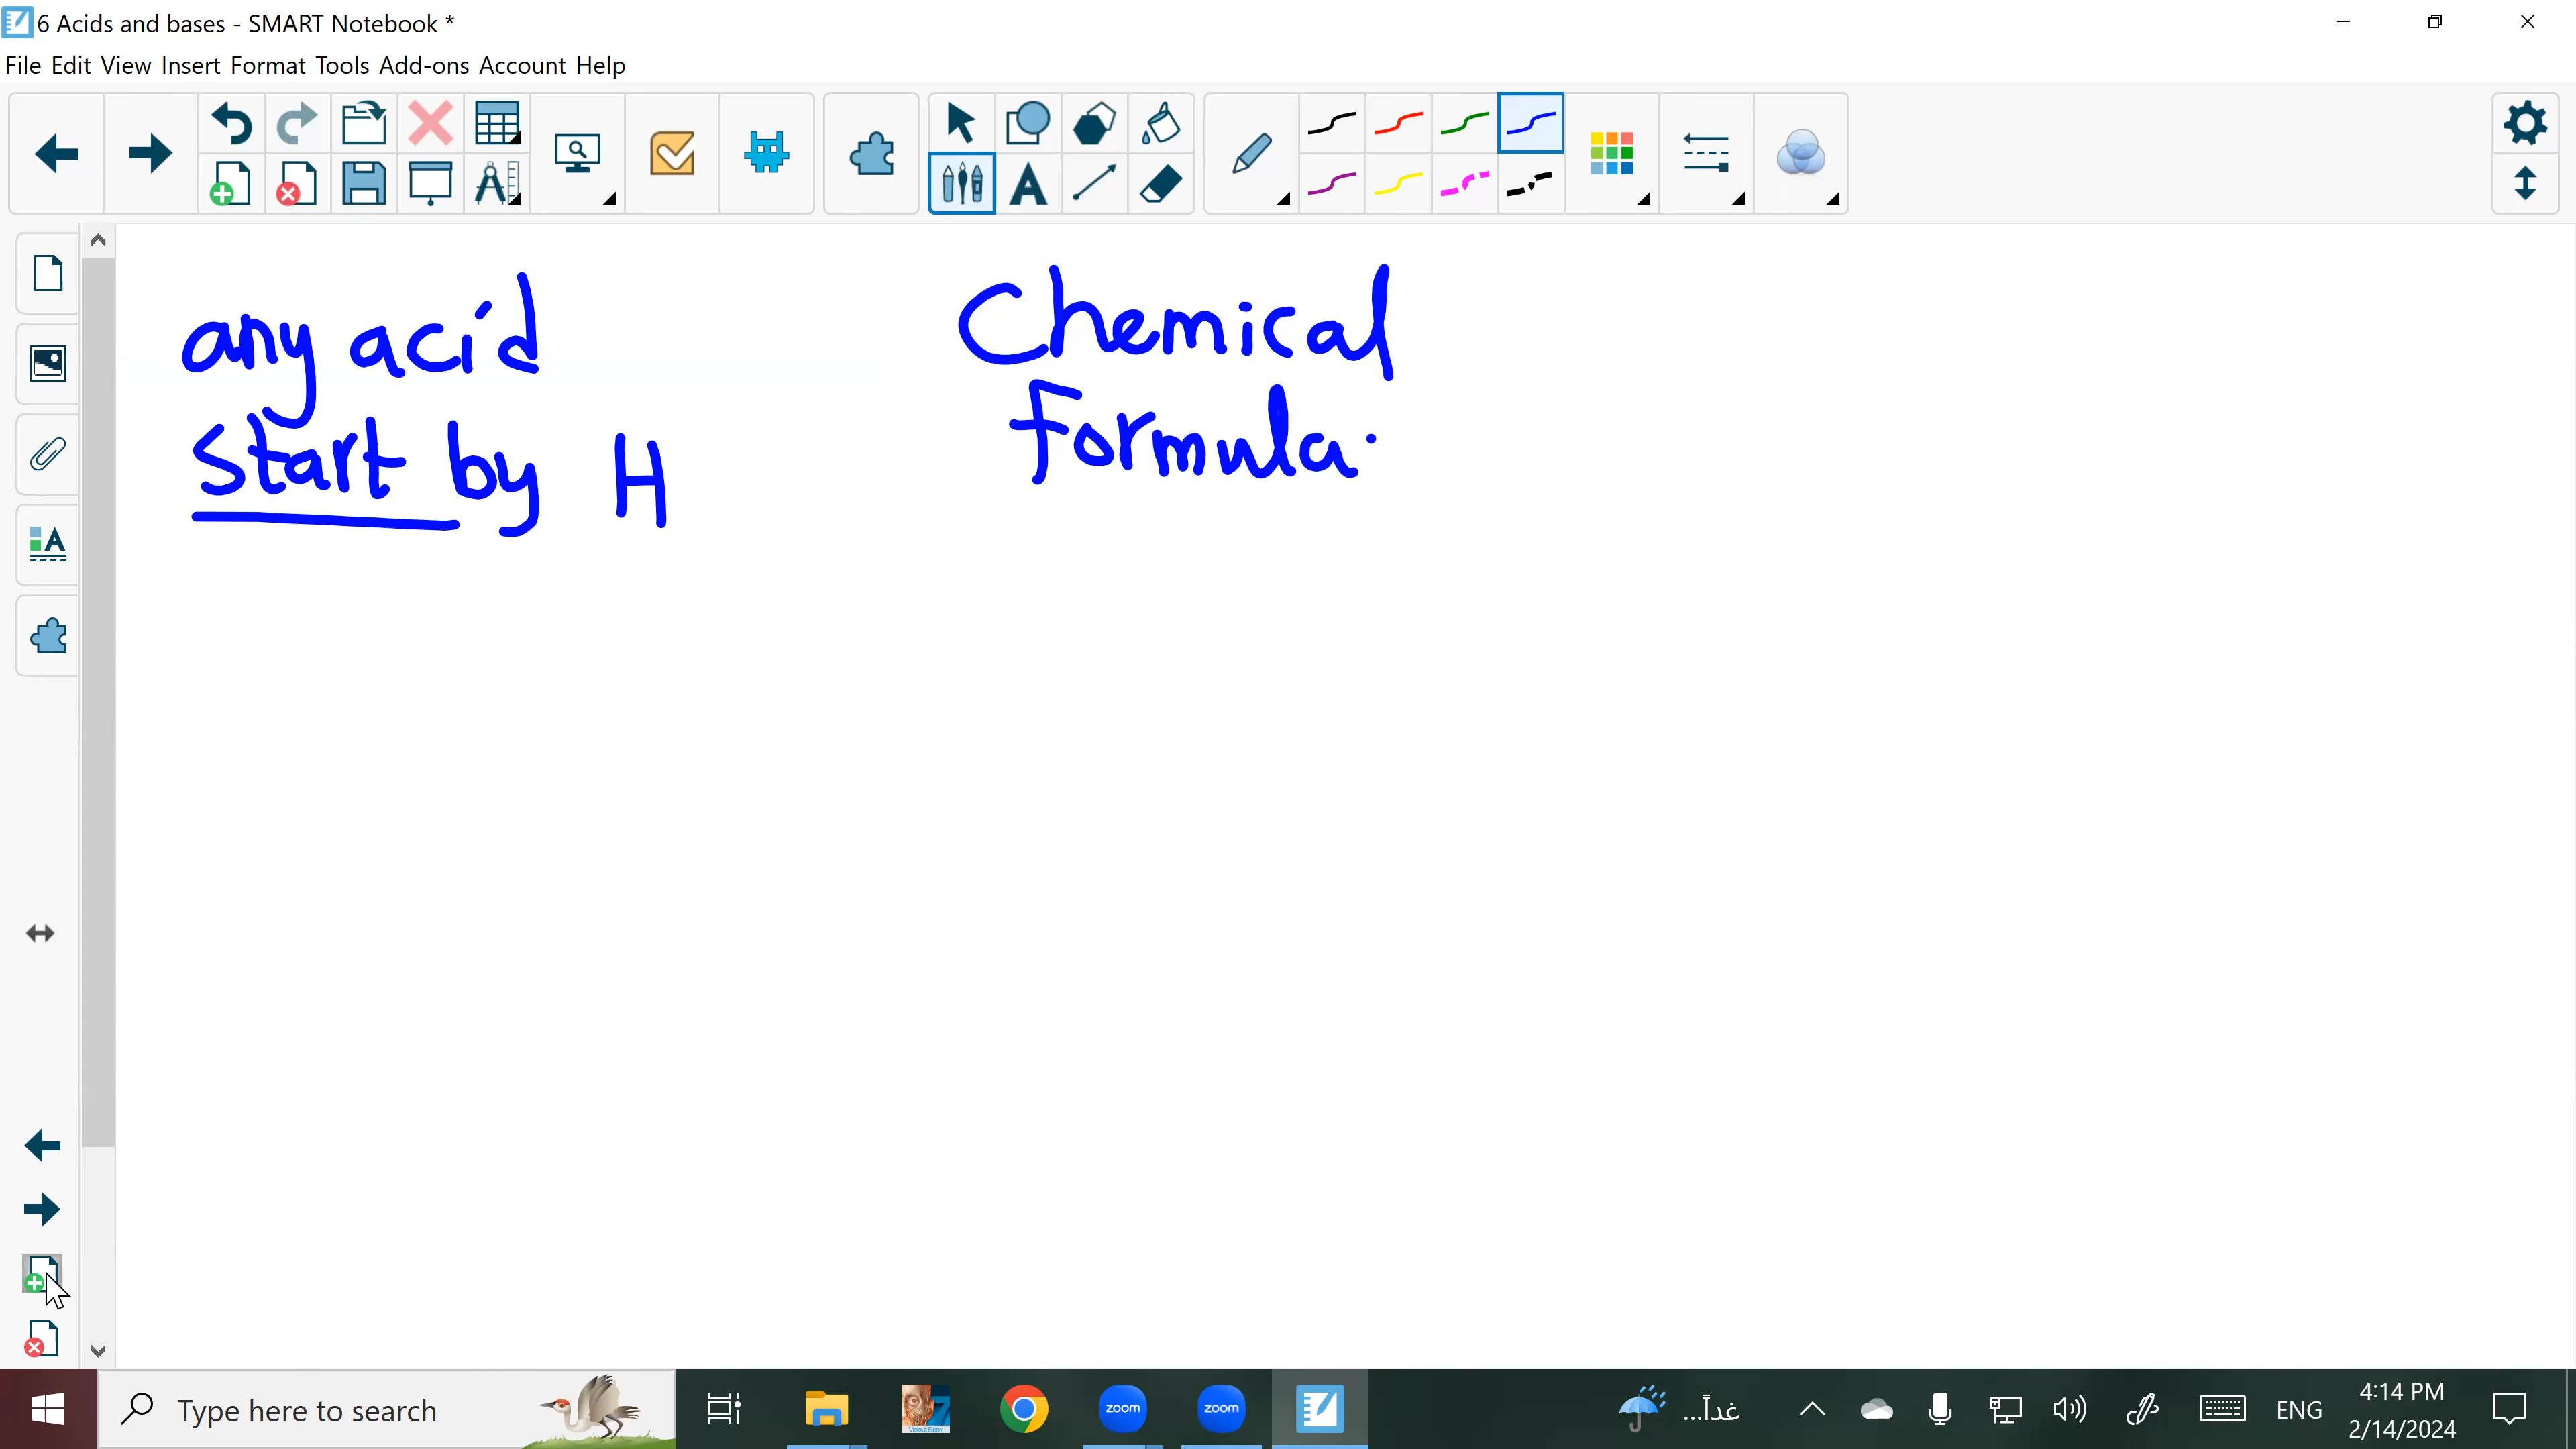 6 Acids and bases - SMART Notebook *
File Edit View Insert Format Tools Add-ons Account Help
any acid
Start by H
Chemical
Formula.
Type here to search
zoom
zoom
غداً...
ENG
4:14 PM
2/14/2024